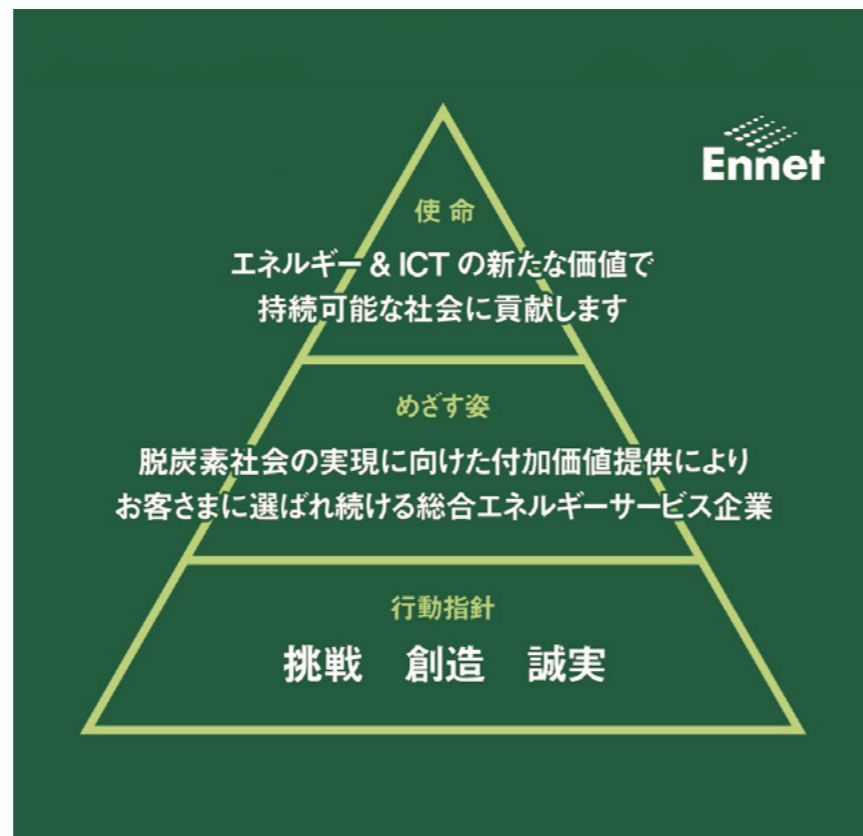 Ennet
使命
エネルギー & ICT の新たな価値で
持続可能な社会に貢献します
めざす姿
脱炭素社会の実現に向けた付加価値提供により
お客さまに選ばれ続ける総合エネルギーサービス企業
行動指針
挑戦 創造 誠実